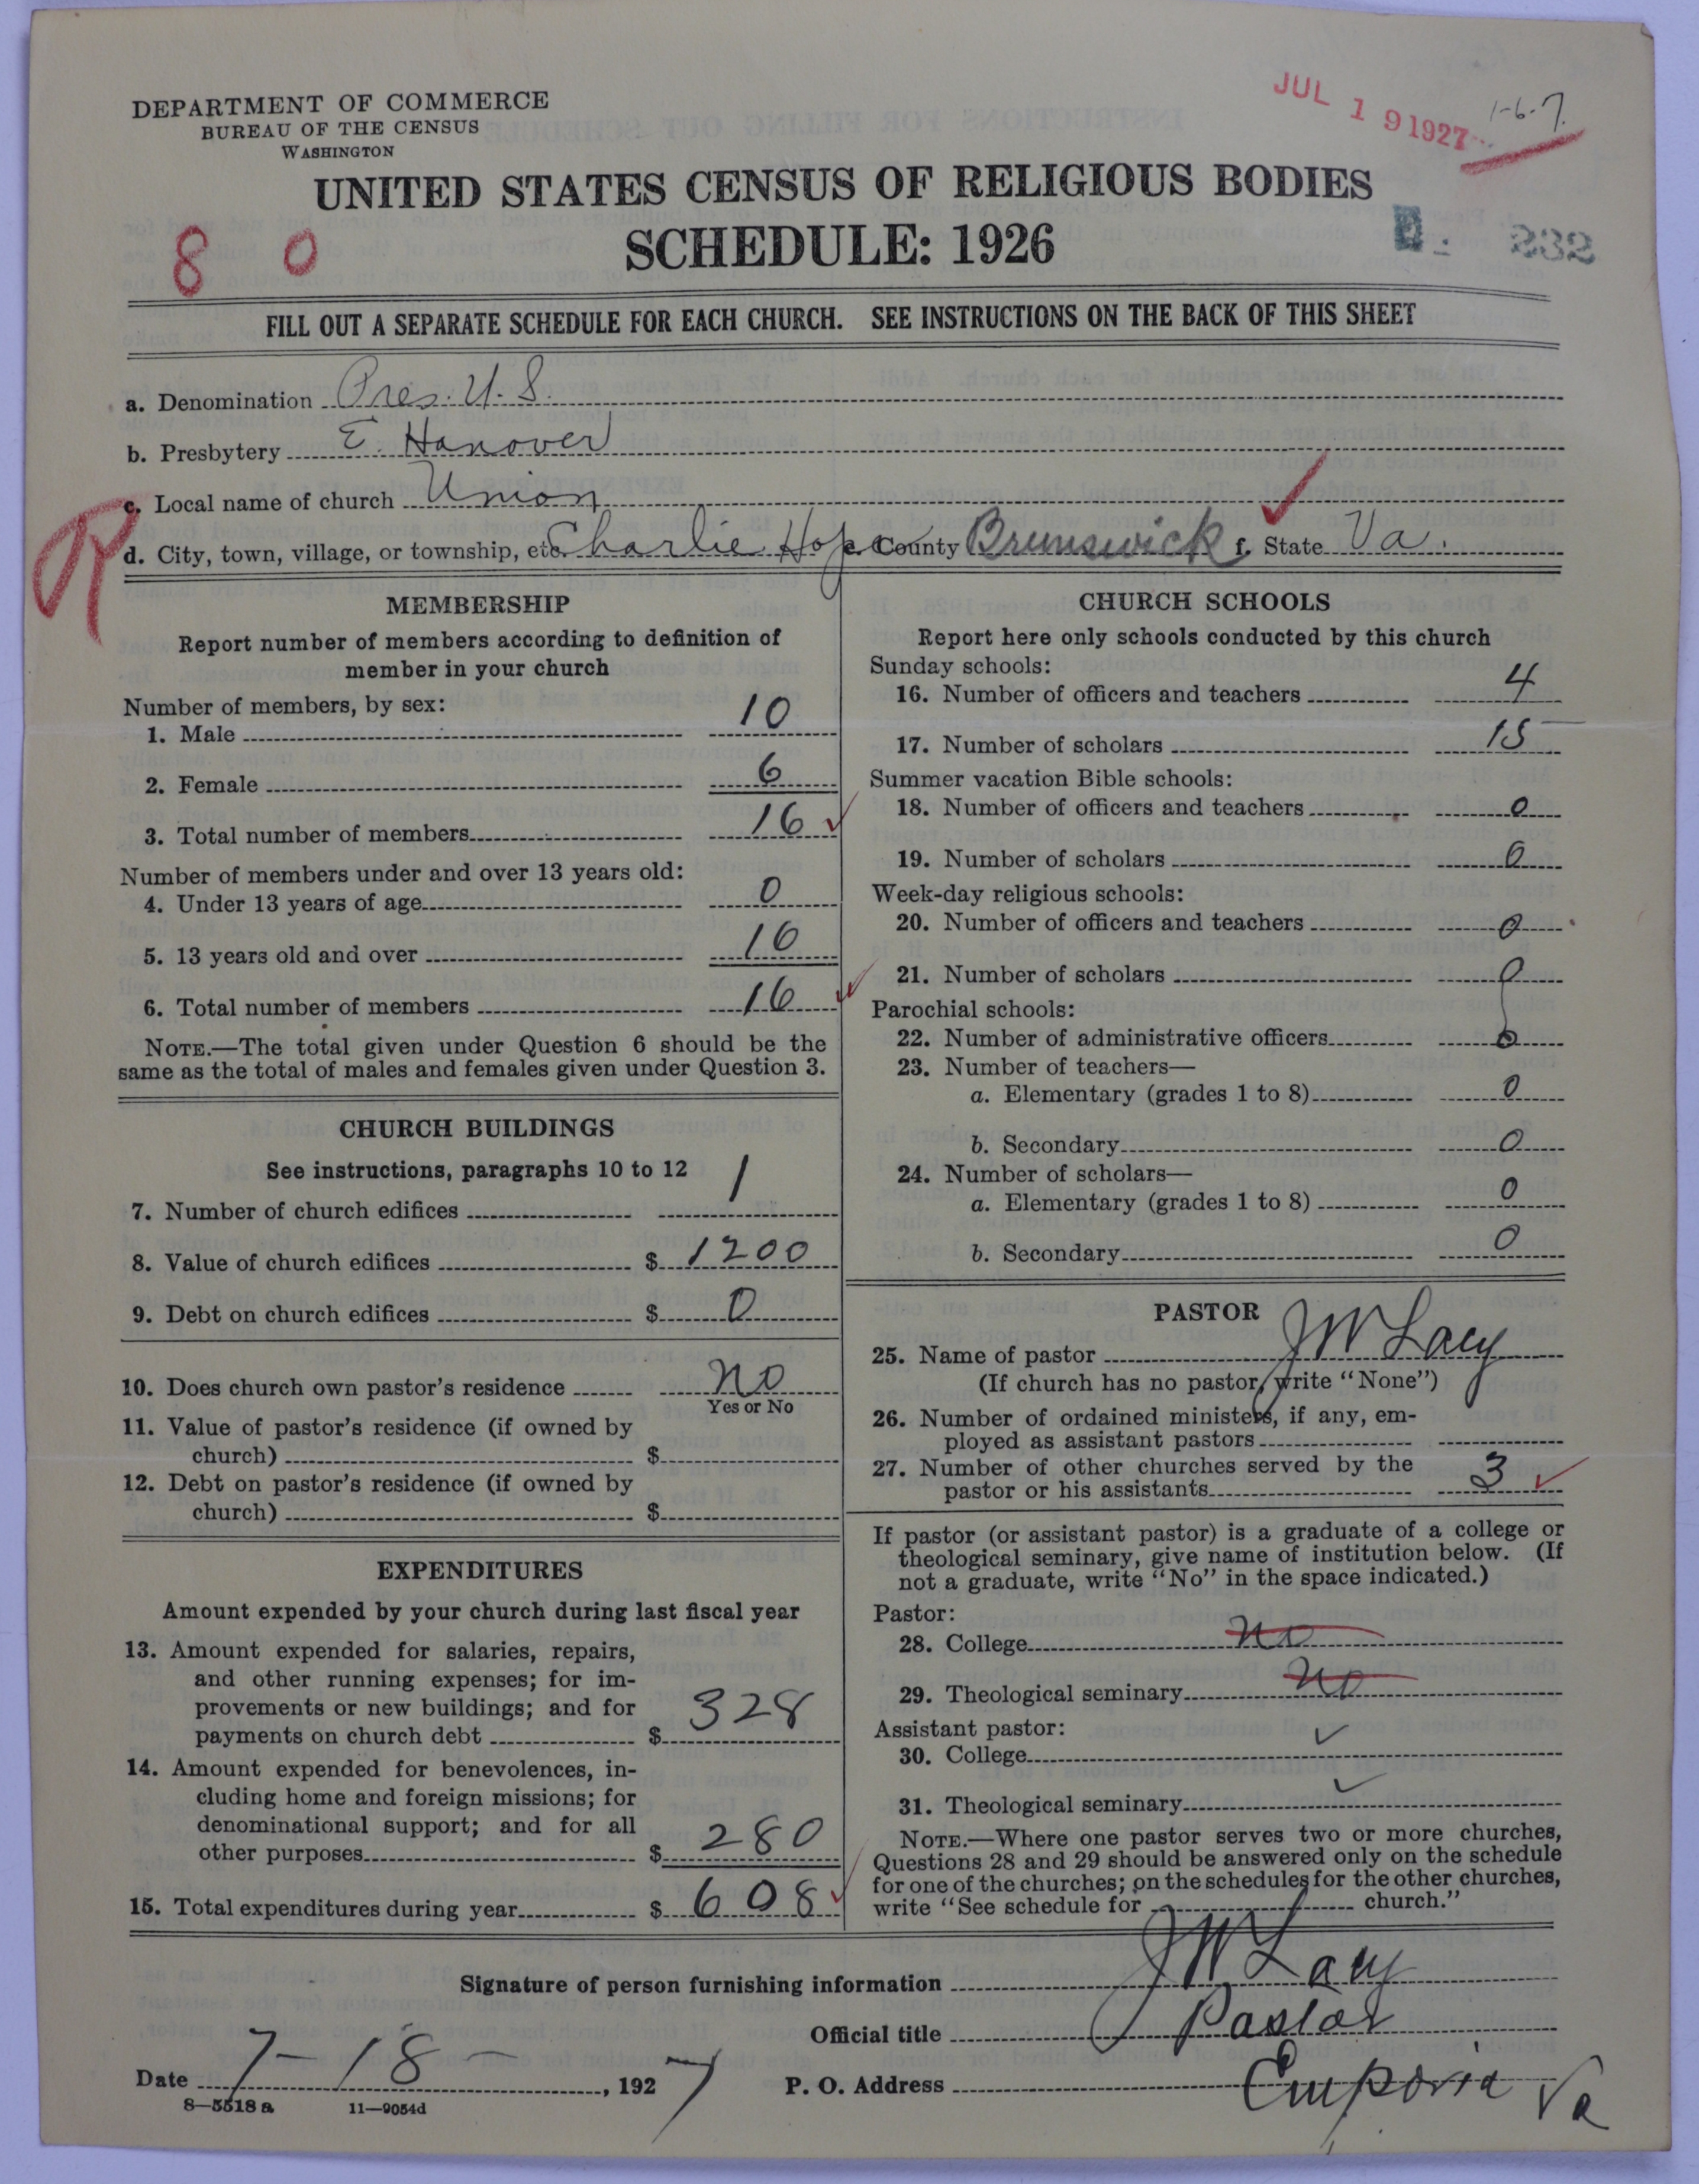 DEPARTMENT OF COMMERCE
BUREAU OF THE CENSUS
WASHINGTON
JUL 19 1927
1-6-7.
UNITED STATES CENSUS OF RELIGIOUS BODIES
SCHEDULE: 1926
8 0
232
FILL OUT A SEPARATE SCHEDULE FOR EACH CHURCH. SEE INSTRUCTIONS ON THE BACK OF THIS SHEET
a. Denomination Pres. U.S.
b. Presbytery E. Hanover
c. Local name of church Union
R
d. City, town, village, or township, etc. Charlie Hope e. County Brunswick f. State Va.
MEMBERSHIP
Report number of members according to definition of
member in your church
Number of members, by sex:
1. Male 10
2. Female 6
3. Total number of members 16
Number of members under and over 13 years old:
4. Under 13 years of age 0
5. 13 years old and over 16
6. Total number of members 16
NOTE.—The total given under Question 6 should be the
same as the total of males and females given under Question 3.
CHURCH BUILDINGS
See instructions, paragraphs 10 to 12
7. Number of church edifices 1
8. Value of church edifices $ 1200
9. Debt on church edifices $ 0
10. Does church own pastor's residence No
Yes or No
11. Value of pastor's residence (if owned by
church) $
12. Debt on pastor's residence (if owned by
church) $
EXPENDITURES
Amount expended by your church during last fiscal year
13. Amount expended for salaries, repairs,
and other running expenses; for im-
provements or new buildings; and for
payments on church debt $ 328
14. Amount expended for benevolences, in-
cluding home and foreign missions; for
denominational support; and for all
other purposes $ 280
15. Total expenditures during year $ 608
CHURCH SCHOOLS
Report here only schools conducted by this church
Sunday schools:
16. Number of officers and teachers 4
17. Number of scholars 15
Summer vacation Bible schools:
18. Number of officers and teachers 0
19. Number of scholars 0
Week-day religious schools:
20. Number of officers and teachers 0
21. Number of scholars 0
Parochial schools:
22. Number of administrative officers 0
23. Number of teachers—
a. Elementary (grades 1 to 8) 0
b. Secondary 0
24. Number of scholars—
a. Elementary (grades 1 to 8) 0
b. Secondary 0
PASTOR
25. Name of pastor JW Lacy
(If church has no pastor, write "None")
26. Number of ordained ministers, if any, em-
ployed as assistant pastors
27. Number of other churches served by the
pastor or his assistants 3
If pastor (or assistant pastor) is a graduate of a college or
theological seminary, give name of institution below. (If
not a graduate, write "No" in the space indicated.)
Pastor:
28. College No
29. Theological seminary No
Assistant pastor:
30. College
31. Theological seminary
NOTE.—Where one pastor serves two or more churches,
Questions 28 and 29 should be answered only on the schedule
for one of the churches; on the schedules for the other churches,
write "See schedule for church."
Signature of person furnishing information JW Lacy
Official title Pastor
Date 7-18-, 1927 P. O. Address Emporia Va
8—5518 a 11—9054d